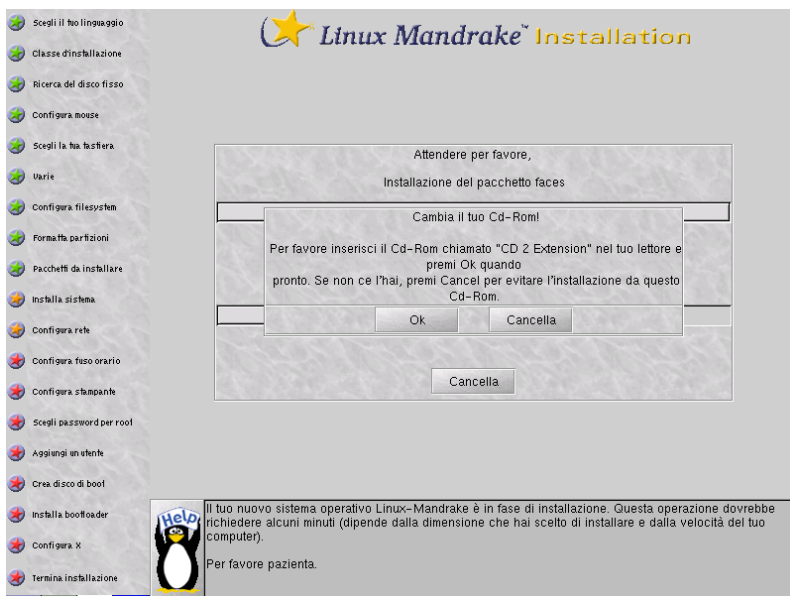 Linux Mandrake™ Installation
Scegli il tuo linguaggio
Classe d'installazione
Ricerca del disco fisso
Configura mouse
Scegli la tua tastiera
Varie
Configura filesystem
Formatta partizioni
Pacchetti da installare
Installa sistema
Configura rete
Configura fuso orario
Configura stampante
Scegli password per root
Aggiungi un utente
Crea disco di boot
Installa bootloader
Configura X
Termina installazione
Attendere per favore,
Installazione del pacchetto faces
Cambia il tuo Cd-Rom!
Per favore inserisci il Cd-Rom chiamato "CD 2 Extension" nel tuo lettore e
premi Ok quando
pronto. Se non ce l'hai, premi Cancel per evitare l'installazione da questo
Cd-Rom.
Ok
Cancella
Cancella
Help
Il tuo nuovo sistema operativo Linux-Mandrake è in fase di installazione. Questa operazione dovrebbe
richiedere alcuni minuti (dipende dalla dimensione che hai scelto di installare e dalla velocità del tuo
computer).
Per favore pazienta.